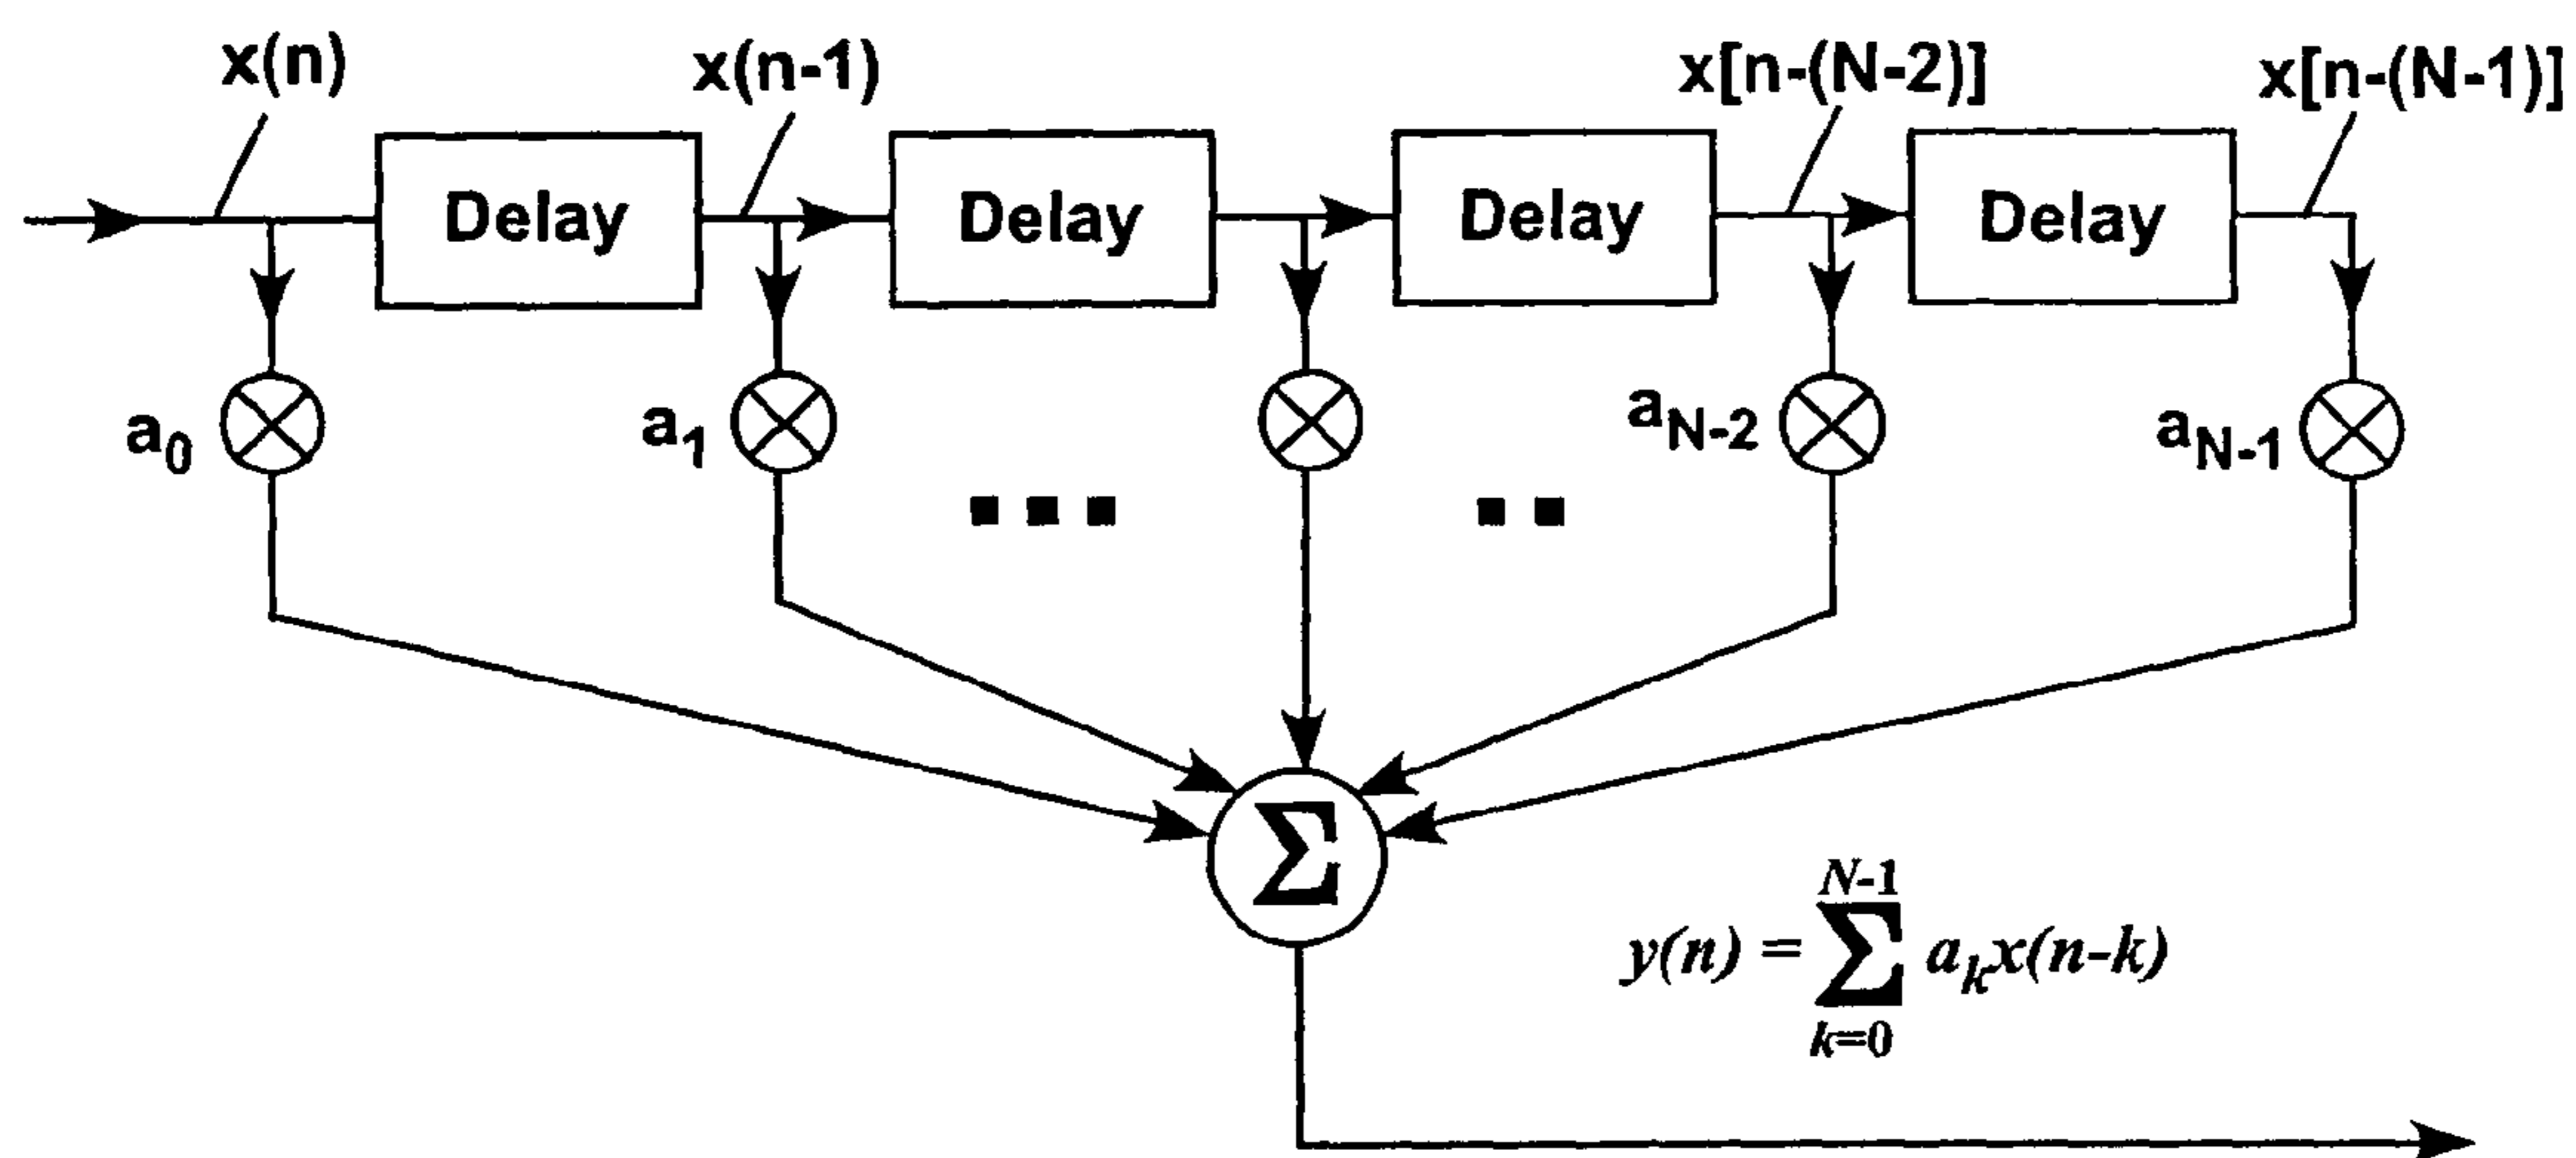 x(n) x(n-1) x[n-(N-2)] x[n-(N-1)]
Delay Delay Delay Delay
a0 a1 aN-2 aN-1
Σ
N-1
y(n) = Σ akx(n-k)
k=0